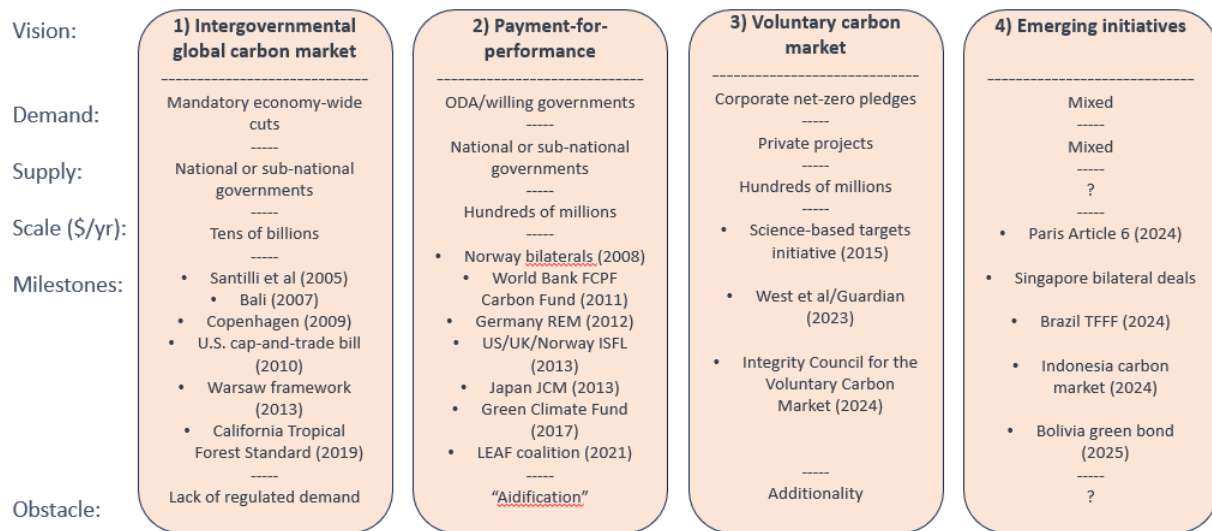 Vision:
Demand:
Supply:
Scale ($/yr):
Milestones:
Obstacle:
1) Intergovernmental
global carbon market
-----------------------------
Mandatory economy-wide
cuts
-----
National or sub-national
governments
-----
Tens of billions
-----
• Santilli et al (2005)
• Bali (2007)
• Copenhagen (2009)
• U.S. cap-and-trade bill
(2010)
• Warsaw framework
(2013)
• California Tropical
Forest Standard (2019)
-----
Lack of regulated demand
2) Payment-for-
performance
-----------------------------
ODA/willing governments
-----
National or sub-national
governments
-----
Hundreds of millions
-----
• Norway bilaterals (2008)
• World Bank FCPF
Carbon Fund (2011)
• Germany REM (2012)
• US/UK/Norway ISFL
(2013)
• Japan JCM (2013)
• Green Climate Fund
(2017)
• LEAF coalition (2021)
-----
“Aidification”
3) Voluntary carbon
market
-----------------------------
Corporate net-zero pledges
-----
Private projects
-----
Hundreds of millions
-----
• Science-based targets
initiative (2015)
• West et al/Guardian
(2023)
• Integrity Council for the
Voluntary Carbon
Market (2024)
-----
Additionality
4) Emerging initiatives
-----------------------------
Mixed
-----
Mixed
-----
?
-----
• Paris Article 6 (2024)
• Singapore bilateral deals
• Brazil TFFF (2024)
• Indonesia carbon
market (2024)
• Bolivia green bond
(2025)
-----
?